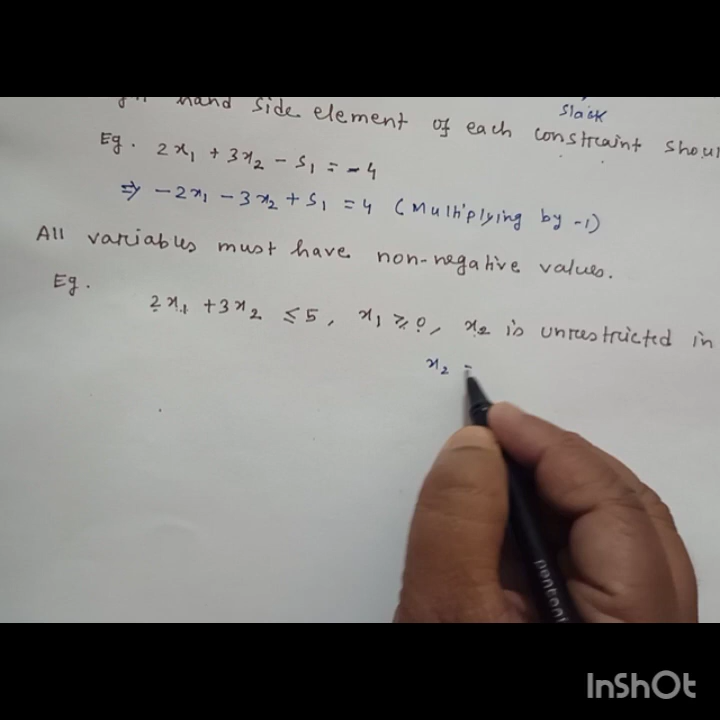 hand side element of each constraint
slack
Eg. 2x₁ + 3x₂ - s₁ = -4
⇒ -2x₁ - 3x₂ + s₁ = 4 (Multiplying by -1)
All variables must have non-negative values.
Eg.
2x₁ + 3x₂ ≤ 5, x₁ ≥ 0, x₂ is unrestricted in
x₂ =
InShOt